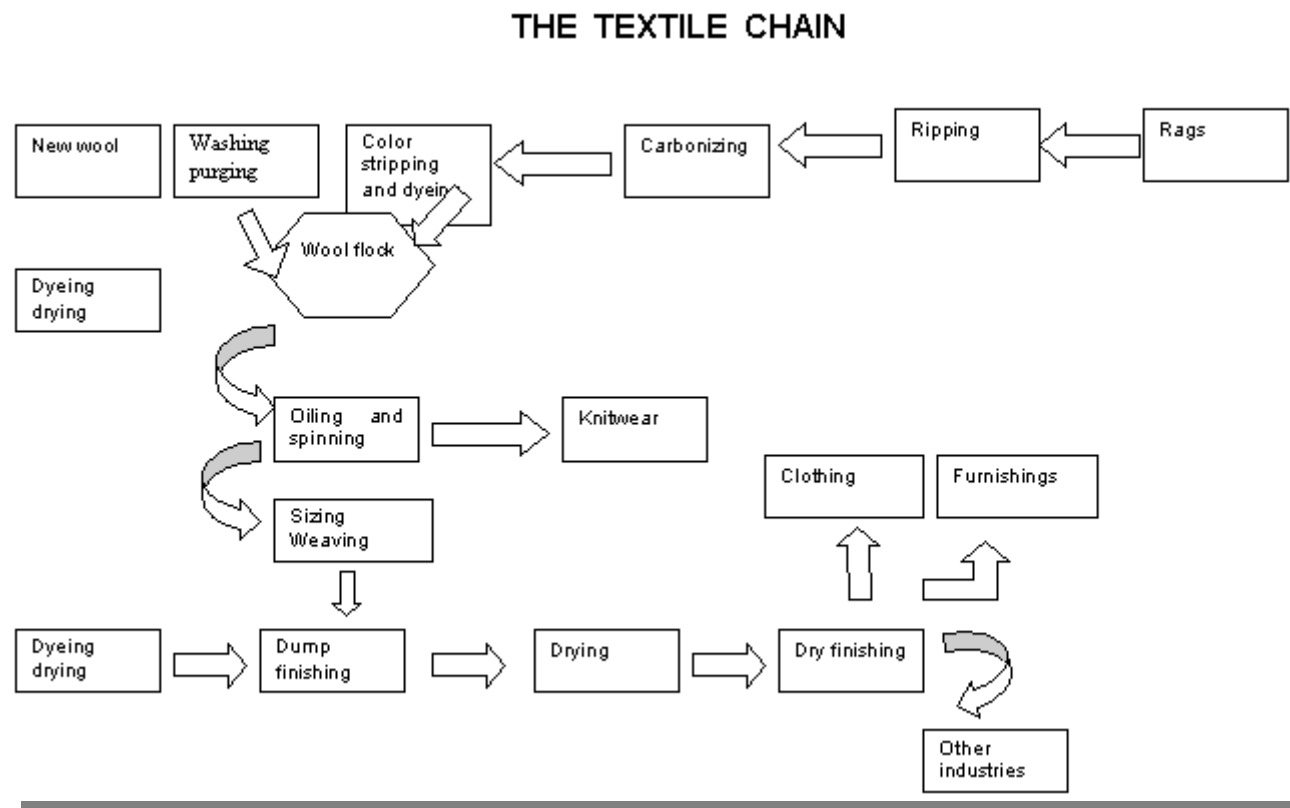 THE TEXTILE CHAIN
New wool
Washing
purging
Color
stripping
and dyein
Carbonizing
Ripping
Rags
Wool flock
Dyeing
drying
Oiling and
spinning
Knitwear
Clothing
Furnishings
Sizing
Weaving
Dyeing
drying
Dump
finishing
Drying
Dry finishing
Other
industries